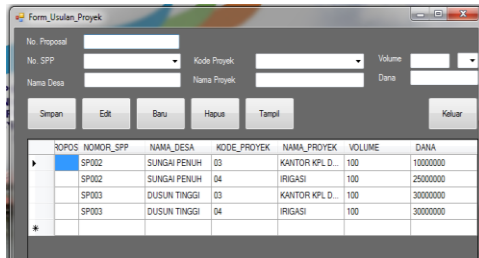 Form_Usulan_Proyek
No. Proposal
No. SPP Kode Proyek Volume
Nama Desa Nama Proyek Dana
Simpan Edit Baru Hapus Tampil Keluar
ROPOS NOMOR_SPP NAMA_DESA KODE_PROYEK NAMA_PROYEK VOLUME DANA
SP002 SUNGAI PENUH 03 KANTOR KPL D... 100 10000000
SP002 SUNGAI PENUH 04 IRIGASI 100 25000000
SP003 DUSUN TINGGI 03 KANTOR KPL D... 100 30000000
SP003 DUSUN TINGGI 04 IRIGASI 100 30000000